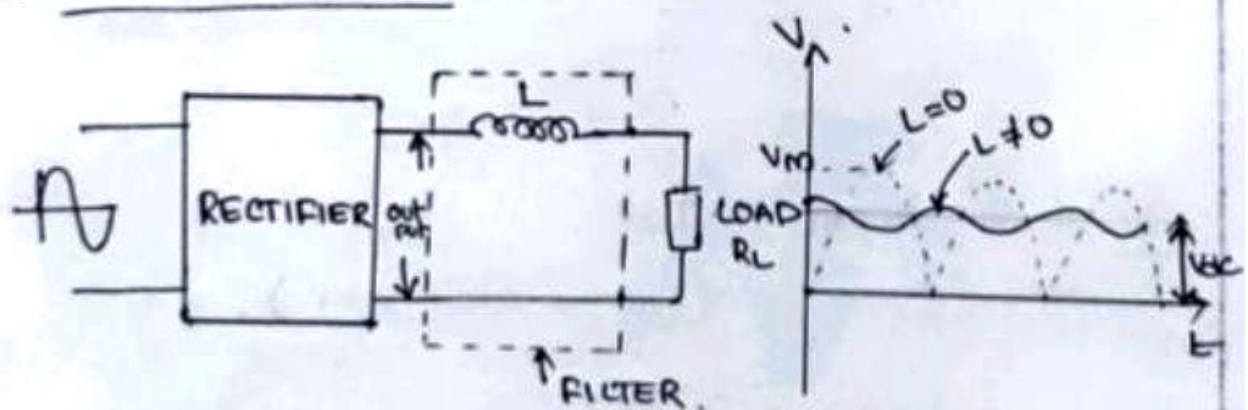 V
L
L=0
L≠0
Vm
RECTIFIER
out
put
LOAD
RL
Vdc
t
FILTER